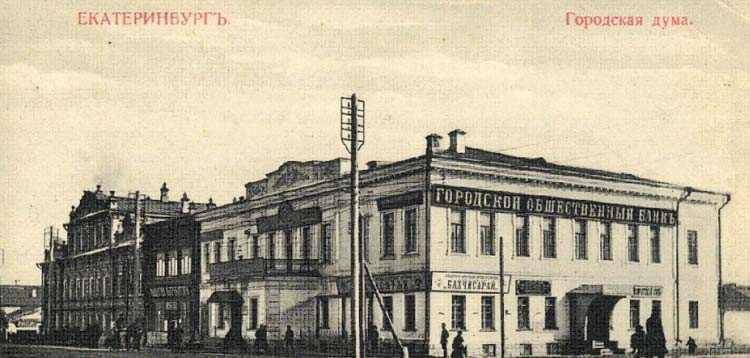 ЕКАТЕРИНБУРГЪ.
Городская дума.
ГОРОДСКОЙ ОБЩЕСТВЕННЫЙ БАНКЪ
БАХЧИСАРАЙ